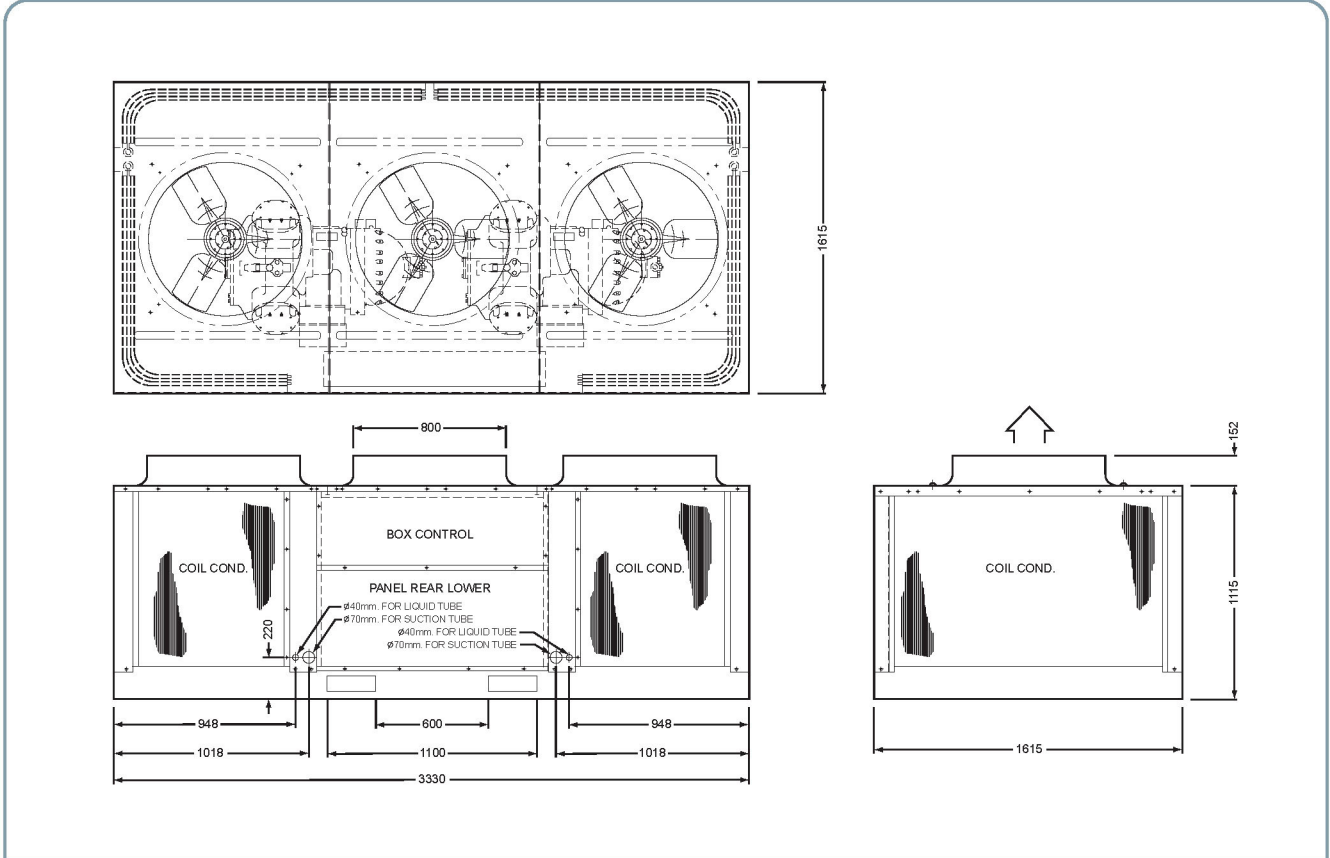 1615
800
152
BOX CONTROL
COIL COND.
COIL COND.
COIL COND.
PANEL REAR LOWER
Ø40mm. FOR LIQUID TUBE
Ø70mm. FOR SUCTION TUBE
Ø40mm. FOR LIQUID TUBE
Ø70mm. FOR SUCTION TUBE
220
1115
948
600
948
1018
1100
1018
1615
3330